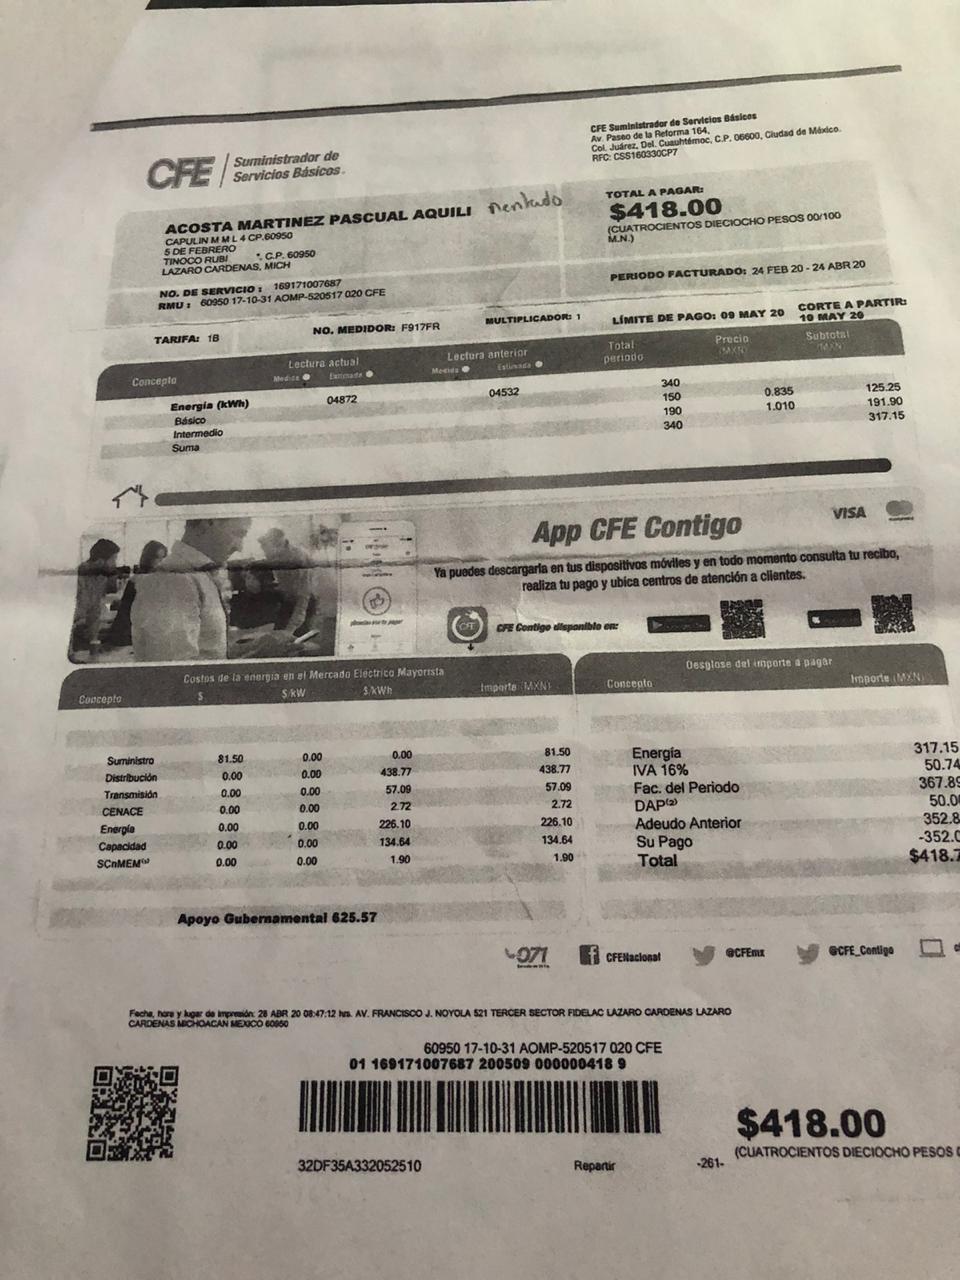 CFE Suministrador de Servicios Básicos
Av. Paseo de la Reforma 164,
Col. Juárez, Del. Cuauhtémoc, C.P. 06600, Ciudad de México.
RFC: CSS160330CP7
CFE Suministrador de
Servicios Básicos
TOTAL A PAGAR:
$418.00
(CUATROCIENTOS DIECIOCHO PESOS 00/100
M.N.)
ACOSTA MARTINEZ PASCUAL AQUILI
CAPULIN M M L 4 CP.60950
5 DE FEBRERO
TINOCO RUBI *, C.P. 60950
LAZARO CARDENAS, MICH
NO. DE SERVICIO : 169171007687
RMU : 60950 17-10-31 AOMP-520517 020 CFE
PERIODO FACTURADO: 24 FEB 20 - 24 ABR 20
TARIFA: 1B NO. MEDIDOR: F917FR MULTIPLICADOR: 1 LÍMITE DE PAGO: 09 MAY 20 CORTE A PARTIR:
10 MAY 20
Concepto Lectura actual Lectura anterior Total periodo Precio (MXN) Subtotal (MXN)
Medida Estimada Medida Estimada
Energía (kWh) 04872 04532 340
Básico 150 0.835 125.25
Intermedio 190 1.010 191.90
Suma 340 317.15
VISA
App CFE Contigo
Ya puedes descargarla en tus dispositivos móviles y en todo momento consulta tu recibo,
realiza tu pago y ubica centros de atención a clientes.
CFE Contigo disponible en:
Costos de la energía en el Mercado Eléctrico Mayorista
Concepto $ $/kW $/kWh Importe (MXN)
Suministro 81.50 0.00 0.00 81.50
Distribución 0.00 0.00 438.77 438.77
Transmisión 0.00 0.00 57.09 57.09
CENACE 0.00 0.00 2.72 2.72
Energía 0.00 0.00 226.10 226.10
Capacidad 0.00 0.00 134.64 134.64
SCnMEM 0.00 0.00 1.90 1.90
Apoyo Gubernamental 625.57
Desglose del importe a pagar
Concepto Importe (MXN)
Energía 317.15
IVA 16% 50.74
Fac. del Periodo 367.89
DAP(2) 50.0
Adeudo Anterior 352.8
Su Pago -352.0
Total $418.7
071 CFENacional @CFEmx @CFE_Contigo
Fecha, hora y lugar de impresión: 28 ABR 20 08:47:12 hrs. AV. FRANCISCO J. NOYOLA 521 TERCER SECTOR FIDELAC LAZARO CARDENAS LAZARO
CARDENAS MICHOACAN MEXICO 60950
60950 17-10-31 AOMP-520517 020 CFE
01 169171007687 200509 000000418 9
32DF35A332052510 Repartir -261-
$418.00
(CUATROCIENTOS DIECIOCHO PESOS